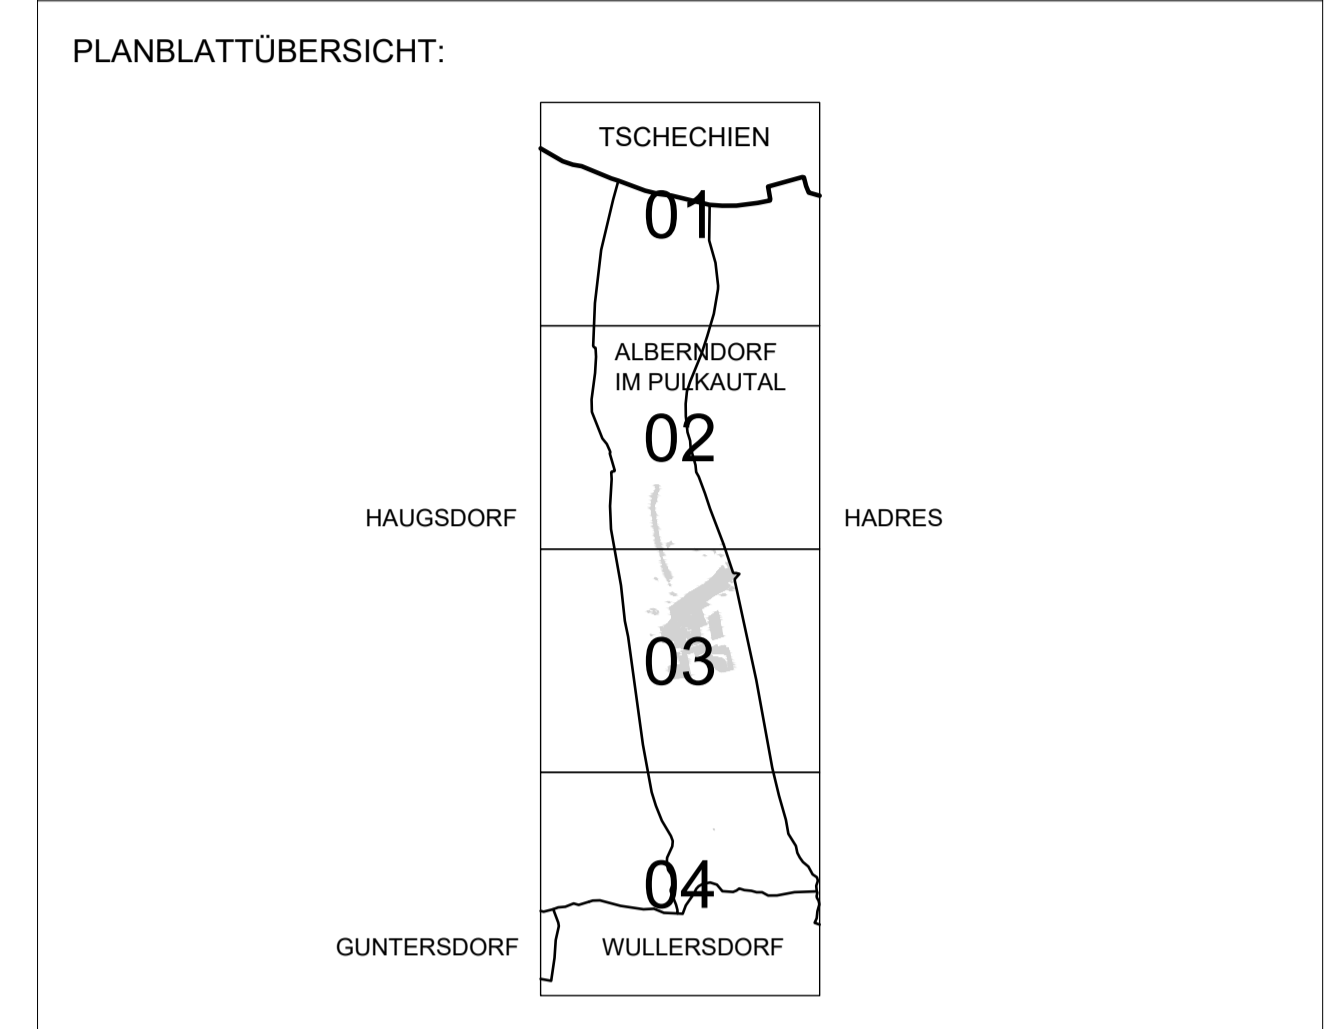 PLANBLATTÜBERSICHT:
TSCHECHIEN
01
ALBERNDORF
IM PULKAUTAL
02
HAUGSDORF
HADRES
03
04
GUNTERSDORF
WULLERSDORF